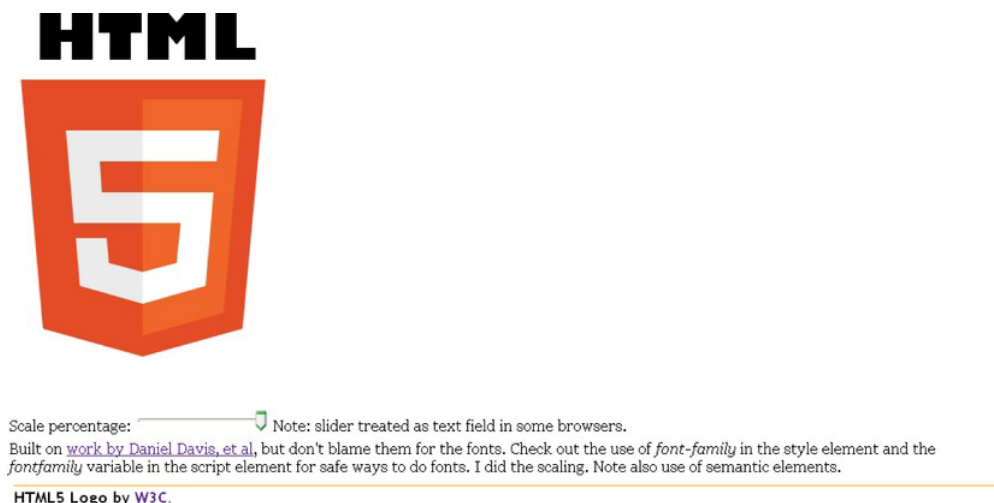 HTML
5
Scale percentage: Note: slider treated as text field in some browsers.
Built on work by Daniel Davis, et al, but don't blame them for the fonts. Check out the use of font-family in the style element and the
fontfamily variable in the script element for safe ways to do fonts. I did the scaling. Note also use of semantic elements.
HTML5 Logo by W3C.